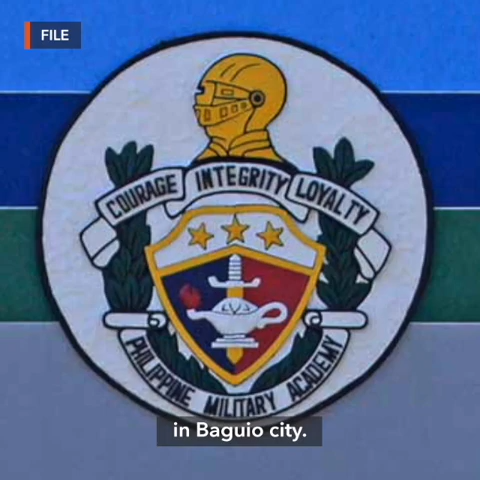 FILE
COURAGE INTEGRITY LOYALTY
PHILIPPINE MILITARY ACADEMY
in Baguio city.